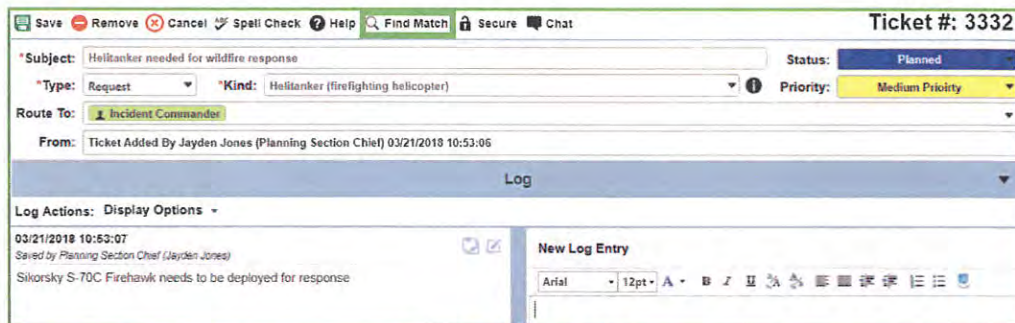 Save Remove Cancel Spell Check Help Find Match Secure Chat Ticket #: 3332
*Subject: Helitanker needed for wildfire response Status: Planned
*Type: Request *Kind: Helitanker (firefighting helicopter) Priority: Medium Prioirty
Route To: Incident Commander
From: Ticket Added By Jayden Jones (Planning Section Chief) 03/21/2018 10:53:06
Log
Log Actions: Display Options
03/21/2018 10:53:07
Saved by Planning Section Chief (Jayden Jones)
Sikorsky S-70C Firehawk needs to be deployed for response
New Log Entry
Arial 12pt A B I U